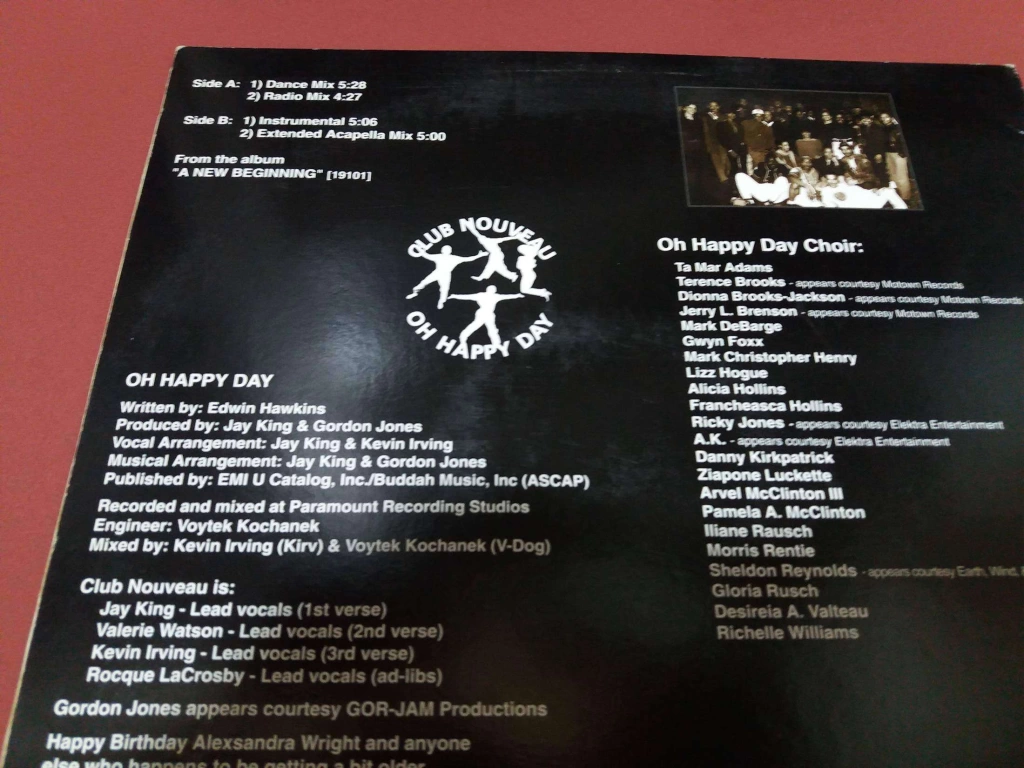 Side A: 1) Dance Mix 5:28
2) Radio Mix 4:27
Side B: 1) Instrumental 5:06
2) Extended Acapella Mix 5:00
From the album
"A NEW BEGINNING" [19101]
CLUB NOUVEAU
OH HAPPY DAY
OH HAPPY DAY
Written by: Edwin Hawkins
Produced by: Jay King & Gordon Jones
Vocal Arrangement: Jay King & Kevin Irving
Musical Arrangement: Jay King & Gordon Jones
Published by: EMI U Catalog, Inc./Buddah Music, Inc (ASCAP)
Recorded and mixed at Paramount Recording Studios
Engineer: Voytek Kochanek
Mixed by: Kevin Irving (Kirv) & Voytek Kochanek (V-Dog)
Club Nouveau is:
Jay King - Lead vocals (1st verse)
Valerie Watson - Lead vocals (2nd verse)
Kevin Irving - Lead vocals (3rd verse)
Rocque LaCrosby - Lead vocals (ad-libs)
Gordon Jones appears courtesy GOR-JAM Productions
Happy Birthday Alexsandra Wright and anyone
else who happens to be getting a bit older
Oh Happy Day Choir:
Ta Mar Adams
Terence Brooks - appears courtesy Motown Records
Dionna Brooks-Jackson - appears courtesy Motown Records
Jerry L. Brenson - appears courtesy Motown Records
Mark DeBarge
Gwyn Foxx
Mark Christopher Henry
Lizz Hogue
Alicia Hollins
Francheasca Hollins
Ricky Jones - appears courtesy Elektra Entertainment
A.K. - appears courtesy Elektra Entertainment
Danny Kirkpatrick
Ziapone Luckette
Arvel McClinton III
Pamela A. McClinton
Iliane Rausch
Morris Rentie
Sheldon Reynolds - appears courtesy Earth, Wind, &
Gloria Rusch
Desireia A. Valteau
Richelle Williams